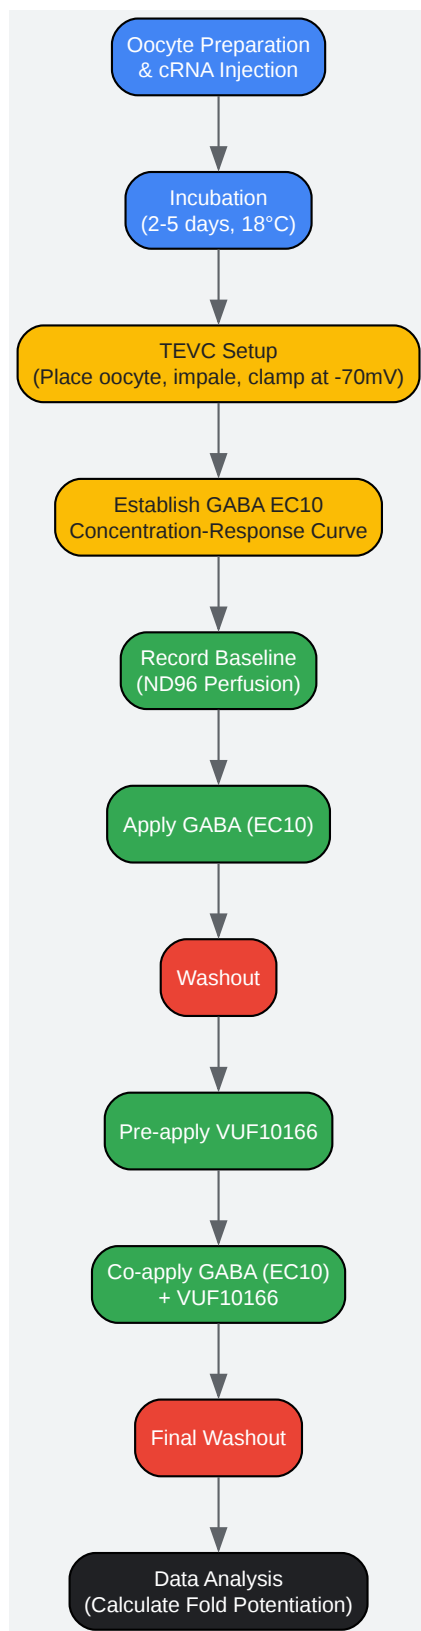 Oocyte Preparation
& cRNA Injection
Incubation
(2-5 days, 18°C)
TEVC Setup
(Place oocyte, impale, clamp at -70mV)
Establish GABA EC10
Concentration-Response Curve
Record Baseline
(ND96 Perfusion)
Apply GABA (EC10)
Washout
Pre-apply VUF10166
Co-apply GABA (EC10)
+ VUF10166
Final Washout
Data Analysis
(Calculate Fold Potentiation)